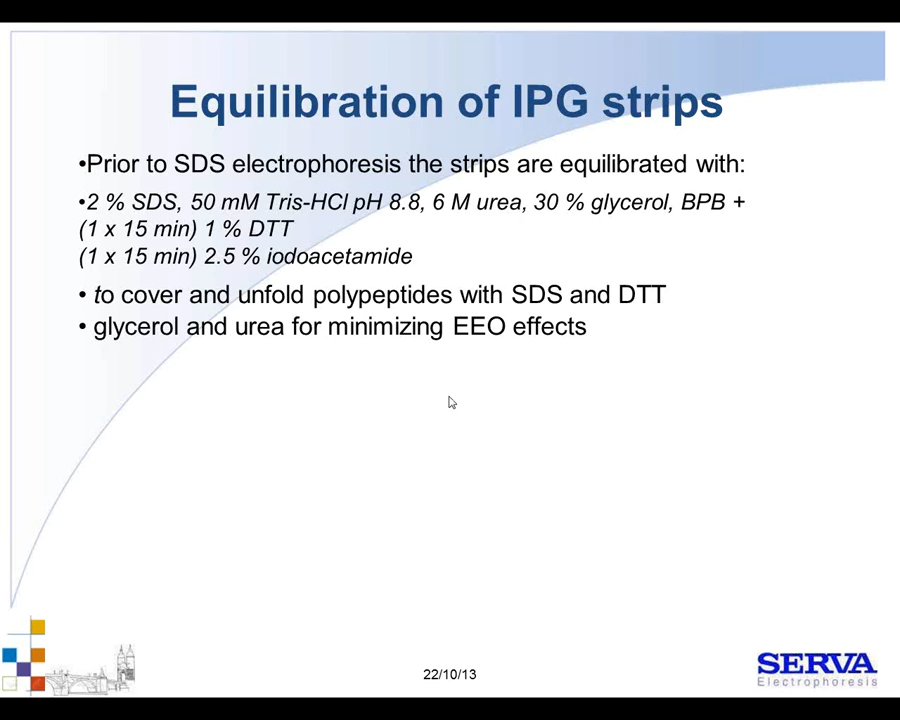 Equilibration of IPG strips
•Prior to SDS electrophoresis the strips are equilibrated with:
•2 % SDS, 50 mM Tris-HCl pH 8.8, 6 M urea, 30 % glycerol, BPB +
(1 x 15 min) 1 % DTT
(1 x 15 min) 2.5 % iodoacetamide
• to cover and unfold polypeptides with SDS and DTT
• glycerol and urea for minimizing EEO effects
22/10/13
SERVA
Electrophoresis